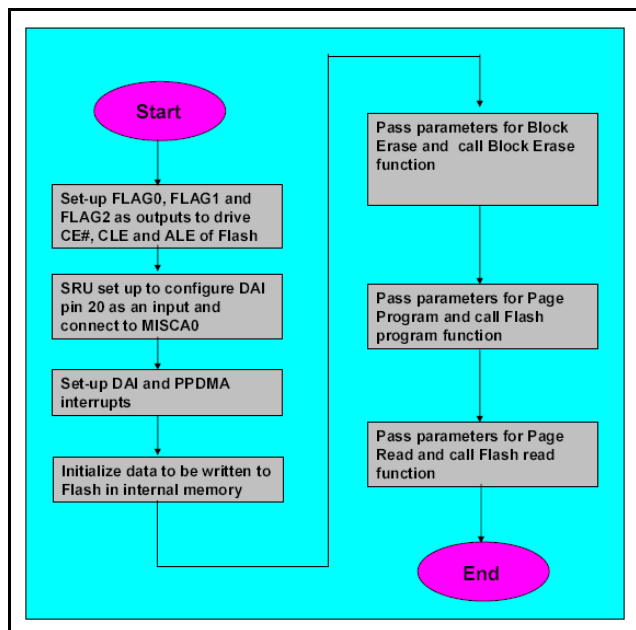 Start
Set-up FLAG0, FLAG1 and
FLAG2 as outputs to drive
CE#, CLE and ALE of Flash
SRU set up to configure DAI
pin 20 as an input and
connect to MISCA0
Set-up DAI and PPDMA
interrupts
Initialize data to be written to
Flash in internal memory
Pass parameters for Block
Erase and call Block Erase
function
Pass parameters for Page
Program and call Flash
program function
Pass parameters for Page
Read and call Flash read
function
End